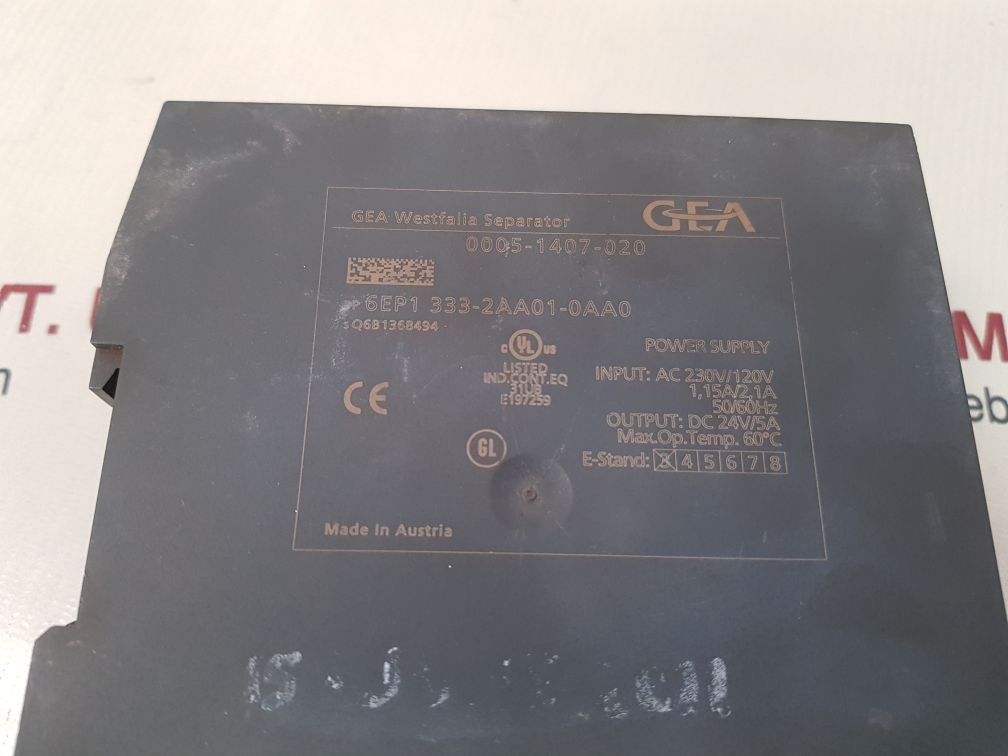 GEA Westfalia Separator
GEA
0005-1407-020
6EP1 333-2AA01-0AA0
Q6B1368494
C UL US
LISTED
IND.CONT.EQ
31UB
E197259
CE
GL
POWER SUPPLY
INPUT: AC 230V/120V
1,15A/2,1A
50/60Hz
OUTPUT: DC 24V/5A
Max.Op.Temp. 60°C
E-Stand: X 4 5 6 7 8
Made In Austria